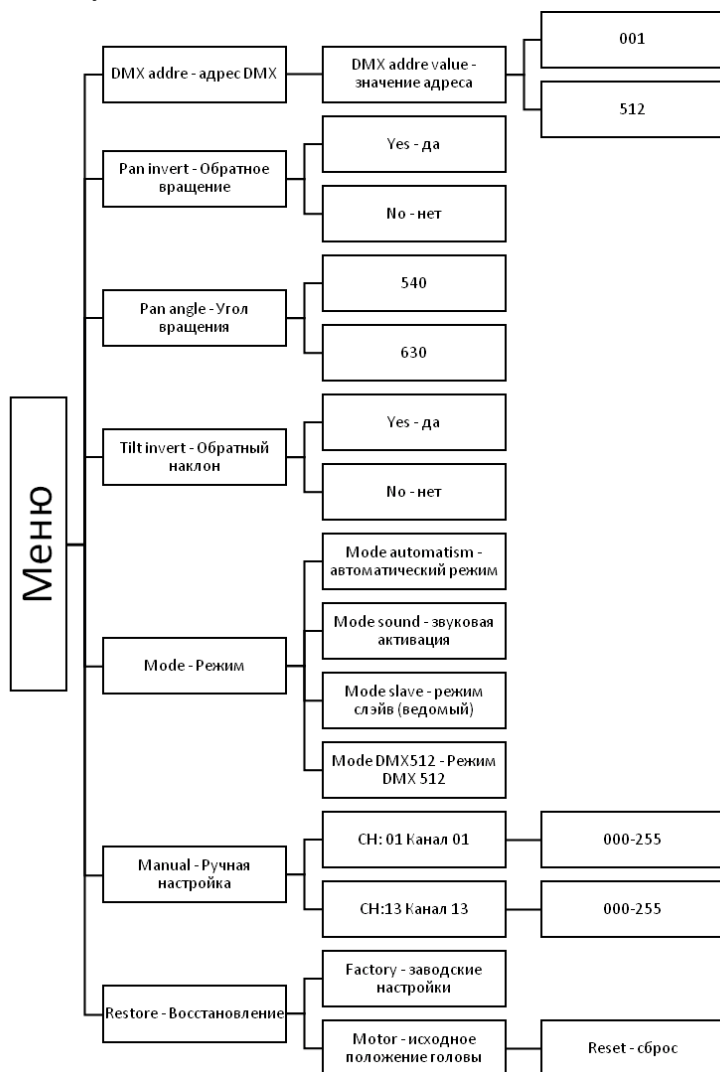 DMX addre - адрес DMX
DMX addre value -
значение адреса
001
512
Pan invert - Обратное
вращение
Yes - да
No - нет
Pan angle - Угол
вращения
540
630
Tilt invert - Обратный
наклон
Yes - да
No - нет
Меню
Mode - Режим
Mode automatism -
автоматический режим
Mode sound - звуковая
активация
Mode slave - режим
слэйв (ведомый)
Mode DMX512 - Режим
DMX 512
Manual - Ручная
настройка
CH: 01 Канал 01
000-255
CH:13 Канал 13
000-255
Restore - Восстановление
Factory - заводские
настройки
Motor - исходное
положение головы
Reset - сброс